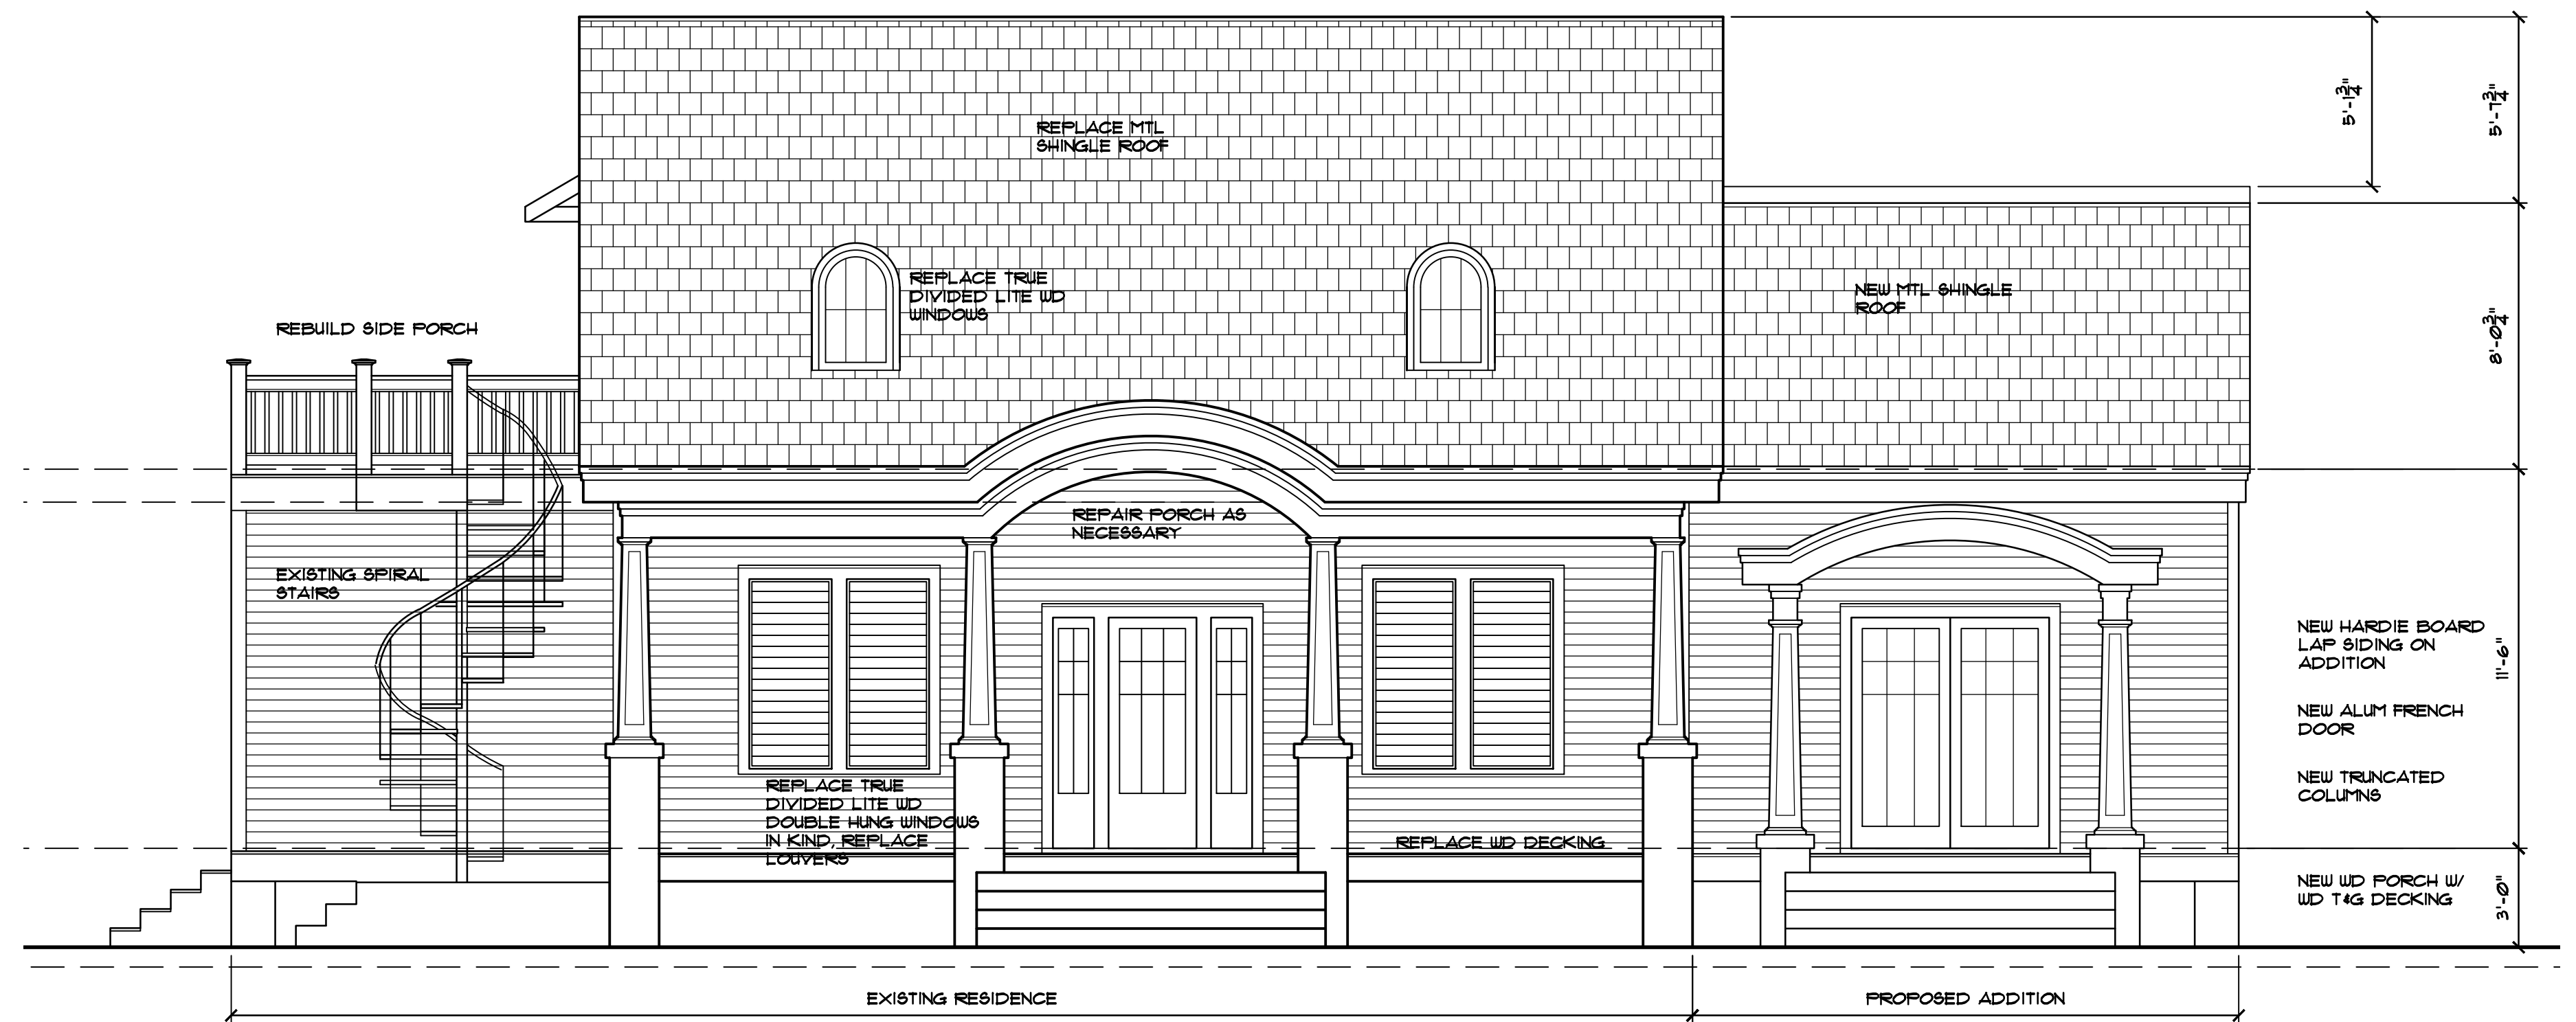 REPLACE MTL
SHINGLE ROOF
5'-1¾"
5'-7¾"
REPLACE TRUE
DIVIDED LITE WD
WINDOWS
NEW MTL SHINGLE
ROOF
REBUILD SIDE PORCH
8'-0¾"
REPAIR PORCH AS
NECESSARY
EXISTING SPIRAL
STAIRS
NEW HARDIE BOARD
LAP SIDING ON
ADDITION
11'-6"
NEW ALUM FRENCH
DOOR
NEW TRUNCATED
COLUMNS
REPLACE TRUE
DIVIDED LITE WD
DOUBLE HUNG WINDOWS
IN KIND, REPLACE
LOUVERS
REPLACE WD DECKING
NEW WD PORCH W/
WD T&G DECKING
3'-0"
EXISTING RESIDENCE
PROPOSED ADDITION